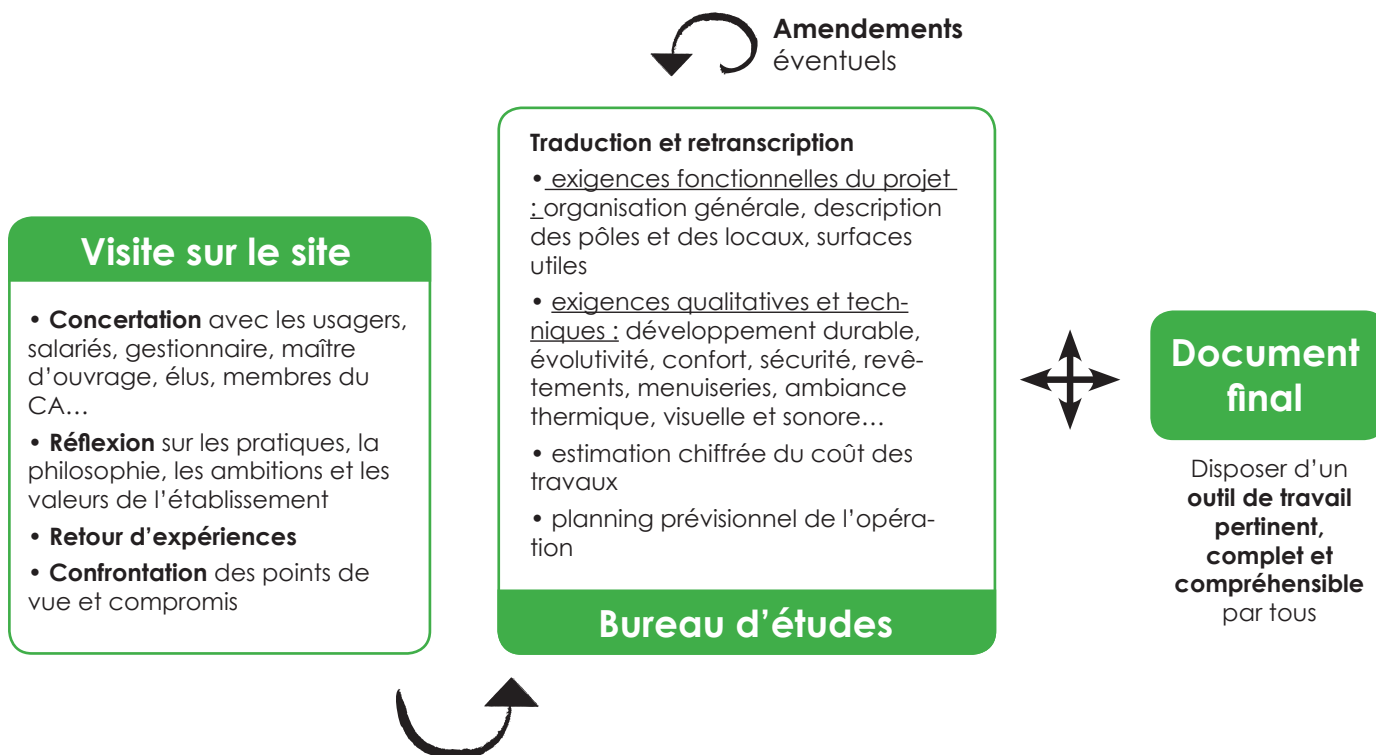 Amendements
éventuels
Visite sur le site
• Concertation avec les usagers,
salariés, gestionnaire, maître
d’ouvrage, élus, membres du
CA…
• Réflexion sur les pratiques, la
philosophie, les ambitions et les
valeurs de l’établissement
• Retour d’expériences
• Confrontation des points de
vue et compromis
Traduction et retranscription
• exigences fonctionnelles du projet
: organisation générale, description
des pôles et des locaux, surfaces
utiles
• exigences qualitatives et tech-
niques : développement durable,
évolutivité, confort, sécurité, revê-
tements, menuiseries, ambiance
thermique, visuelle et sonore…
• estimation chiffrée du coût des
travaux
• planning prévisionnel de l’opéra-
tion
Bureau d’études
Document
final
Disposer d’un
outil de travail
pertinent,
complet et
compréhensible
par tous